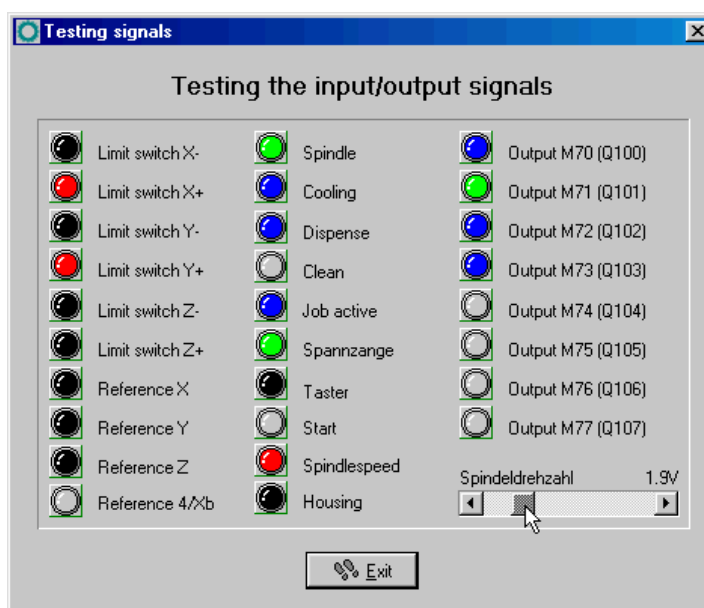 Testing signals
Testing the input/output signals
Limit switch X-
Limit switch X+
Limit switch Y-
Limit switch Y+
Limit switch Z-
Limit switch Z+
Reference X
Reference Y
Reference Z
Reference 4/Xb
Spindle
Cooling
Dispense
Clean
Job active
Spannzange
Taster
Start
Spindlespeed
Housing
Output M70 (Q100)
Output M71 (Q101)
Output M72 (Q102)
Output M73 (Q103)
Output M74 (Q104)
Output M75 (Q105)
Output M76 (Q106)
Output M77 (Q107)
Spindeldrehzahl 1.9V
Exit